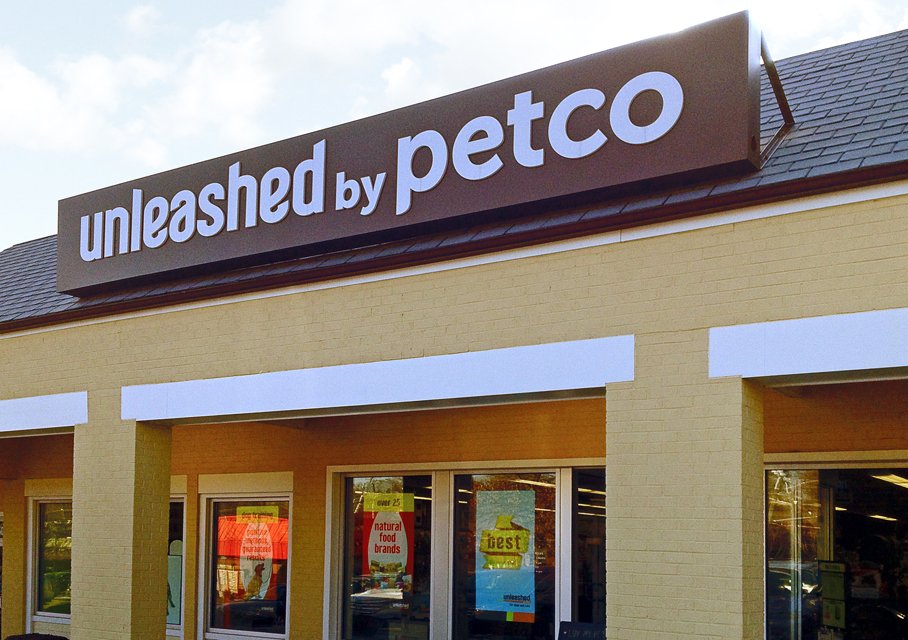 unleashed by petco
over 25
natural
food
brands
best
unleashed